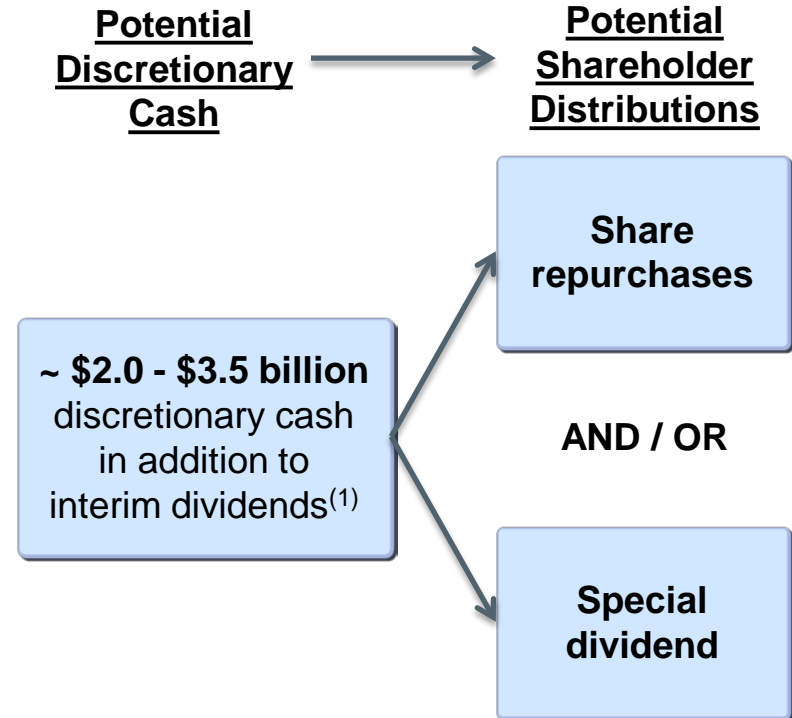 Potential
Discretionary
Cash
Potential
Shareholder
Distributions
Share
repurchases
~ $2.0 - $3.5 billion
discretionary cash
in addition to
interim dividends(1)
AND / OR
Special
dividend